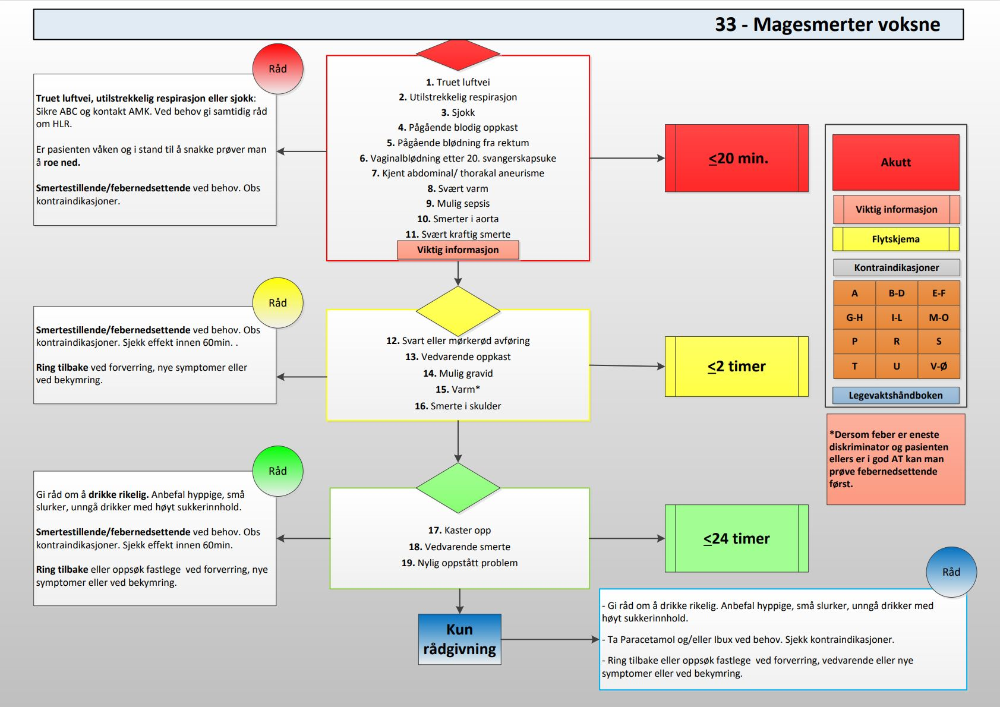 33 - Magesmerter voksne
Råd
Truet luftvei, utilstrekkelig respirasjon eller sjokk:
Sikre ABC og kontakt AMK. Ved behov gi samtidig råd
om HLR.
Er pasienten våken og i stand til å snakke prøver man
å roe ned.
Smertestillende/febernedsettende ved behov. Obs
kontraindikasjoner.
1. Truet luftvei
2. Utilstrekkelig respirasjon
3. Sjokk
4. Pågående blodig oppkast
5. Pågående blødning fra rektum
6. Vaginalblødning etter 20. svangerskapsuke
7. Kjent abdominal/ thorakal aneurisme
8. Svært varm
9. Mulig sepsis
10. Smerter i aorta
11. Svært kraftig smerte
Viktig informasjon
≤20 min.
Akutt
Viktig informasjon
Flytskjema
Kontraindikasjoner
A B-D E-F
G-H I-L M-O
P R S
T U V-Ø
Legevaktshåndboken
*Dersom feber er eneste
diskriminator og pasienten
ellers er i god AT kan man
prøve febernedsettende
først.
Råd
Smertestillende/febernedsettende ved behov. Obs
kontraindikasjoner. Sjekk effekt innen 60min. .
Ring tilbake ved forverring, nye symptomer eller
ved bekymring.
12. Svart eller mørkerød avføring
13. Vedvarende oppkast
14. Mulig gravid
15. Varm*
16. Smerte i skulder
≤2 timer
Råd
Gi råd om å drikke rikelig. Anbefal hyppige, små
slurker, unngå drikker med høyt sukkerinnhold.
Smertestillende/febernedsettende ved behov. Obs
kontraindikasjoner. Sjekk effekt innen 60min.
Ring tilbake eller oppsøk fastlege  ved forverring, nye
symptomer eller ved bekymring.
17. Kaster opp
18. Vedvarende smerte
19. Nylig oppstått problem
≤24 timer
Kun
rådgivning
Råd
- Gi råd om å drikke rikelig. Anbefal hyppige, små slurker, unngå drikker med
høyt sukkerinnhold.
- Ta Paracetamol og/eller Ibux ved behov. Sjekk kontraindikasjoner.
- Ring tilbake eller oppsøk fastlege  ved forverring, vedvarende eller nye
symptomer eller ved bekymring.